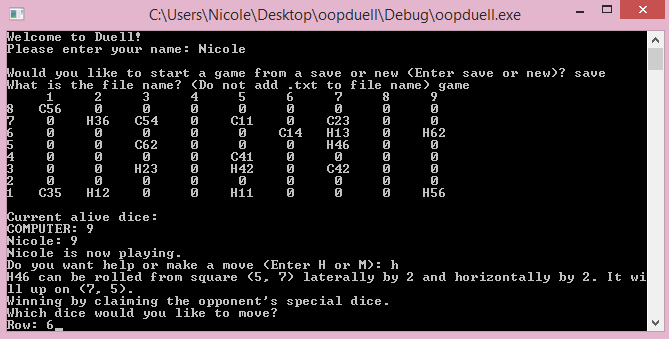 C:\Users\Nicole\Desktop\oopduell\Debug\oopduell.exe
Welcome to Duell!
Please enter your name: Nicole
Would you like to start a game from a save or new (Enter save or new)? save
What is the file name? (Do not add .txt to file name) game
1 2 3 4 5 6 7 8 9
8 C56 0 0 0 0 0 0 0 0
7 0 H36 C54 0 C11 0 C23 0 0
6 0 0 0 0 0 C14 H13 0 H62
5 0 0 C62 0 0 0 H46 0 0
4 0 0 0 0 C41 0 0 0 0
3 0 0 H23 0 H42 0 C42 0 0
2 0 0 0 0 0 0 0 0 0
1 C35 H12 0 0 H11 0 0 0 H56
Current alive dice:
COMPUTER: 9
Nicole: 9
Nicole is now playing.
Do you want help or make a move (Enter H or M): h
H46 can be rolled from square (5, 7) laterally by 2 and horizontally by 2. It wi
ll up on (7, 5).
Winning by claiming the opponent's special dice.
Which dice would you like to move?
Row: 6_